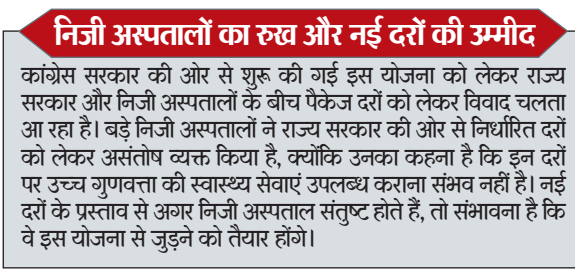 निजी अस्पतालों का रुख और नई दरों की उम्मीद
कांग्रेस सरकार की ओर से शुरू की गई इस योजना को लेकर राज्य
सरकार और निजी अस्पतालों के बीच पैकेज दरों को लेकर विवाद चलता
आ रहा है। बड़े निजी अस्पतालों ने राज्य सरकार की ओर से निर्धारित दरों
को लेकर असंतोष व्यक्त किया है, क्योंकि उनका कहना है कि इन दरों
पर उच्च गुणवत्ता की स्वास्थ्य सेवाएं उपलब्ध कराना संभव नहीं है। नई
दरों के प्रस्ताव से अगर निजी अस्पताल संतुष्ट होते हैं, तो संभावना है कि
वे इस योजना से जुड़ने को तैयार होंगे।